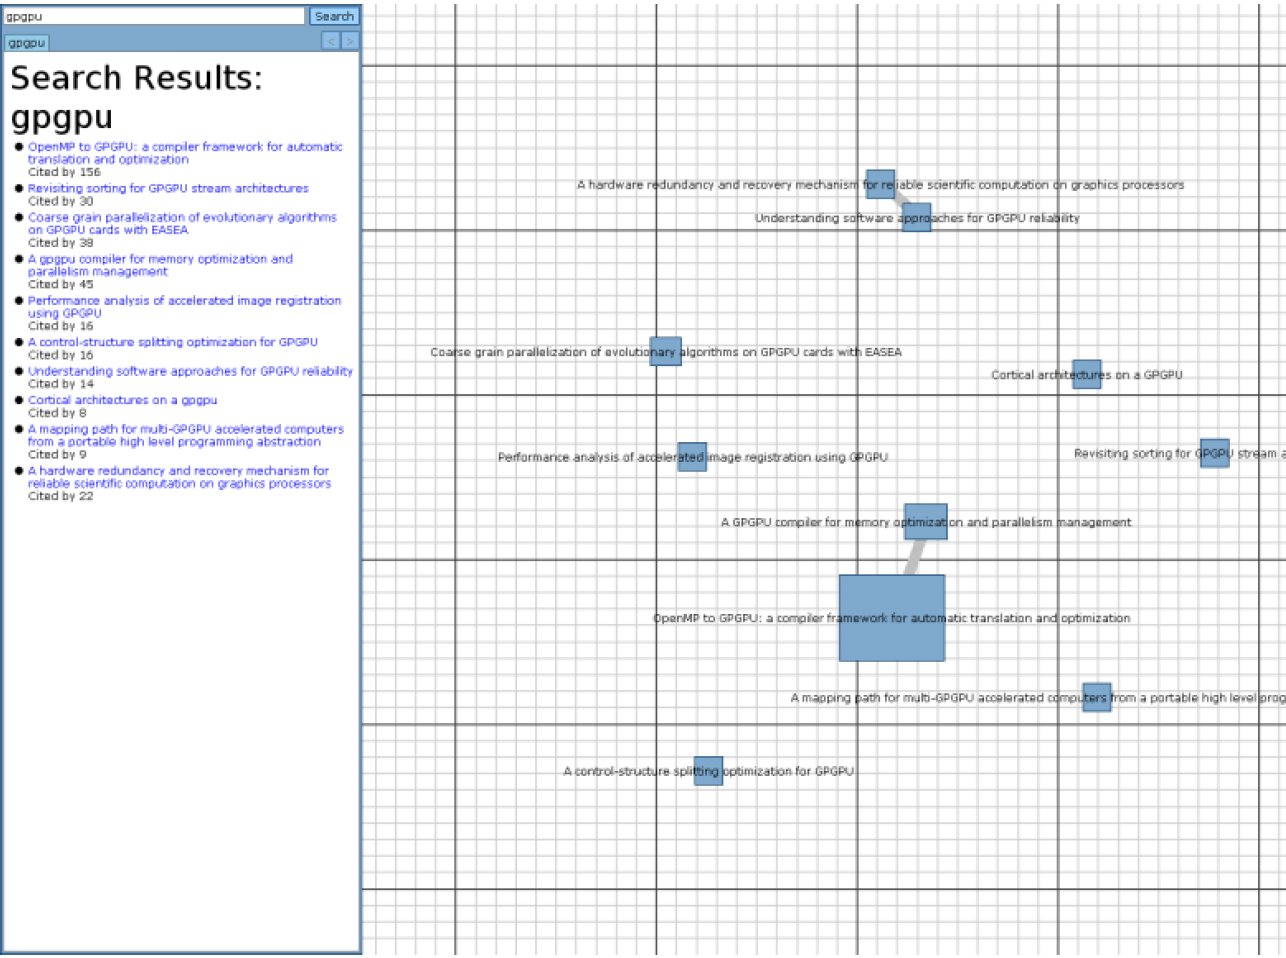 gpgpu
Search
gpgpu
<
>
Search Results:
gpgpu
OpenMP to GPGPU: a compiler framework for automatic
translation and optimization
Cited by 156
Revisiting sorting for GPGPU stream architectures
Cited by 30
Coarse grain parallelization of evolutionary algorithms
on GPGPU cards with EASEA
Cited by 38
A gpgpu compiler for memory optimization and
parallelism management
Cited by 45
Performance analysis of accelerated image registration
using GPGPU
Cited by 16
A control-structure splitting optimization for GPGPU
Cited by 16
Understanding software approaches for GPGPU reliability
Cited by 14
Cortical architectures on a gpgpu
Cited by 8
A mapping path for multi-GPGPU accelerated computers
from a portable high level programming abstraction
Cited by 9
A hardware redundancy and recovery mechanism for
reliable scientific computation on graphics processors
Cited by 22
A hardware redundancy and recovery mechanism for reliable scientific computation on graphics processors
Understanding software approaches for GPGPU reliability
Coarse grain parallelization of evolutionary algorithms on GPGPU cards with EASEA
Cortical architectures on a GPGPU
Performance analysis of accelerated image registration using GPGPU
Revisiting sorting for GPGPU stream a
A GPGPU compiler for memory optimization and parallelism management
OpenMP to GPGPU: a compiler framework for automatic translation and optimization
A mapping path for multi-GPGPU accelerated computers from a portable high level prog
A control-structure splitting optimization for GPGPU